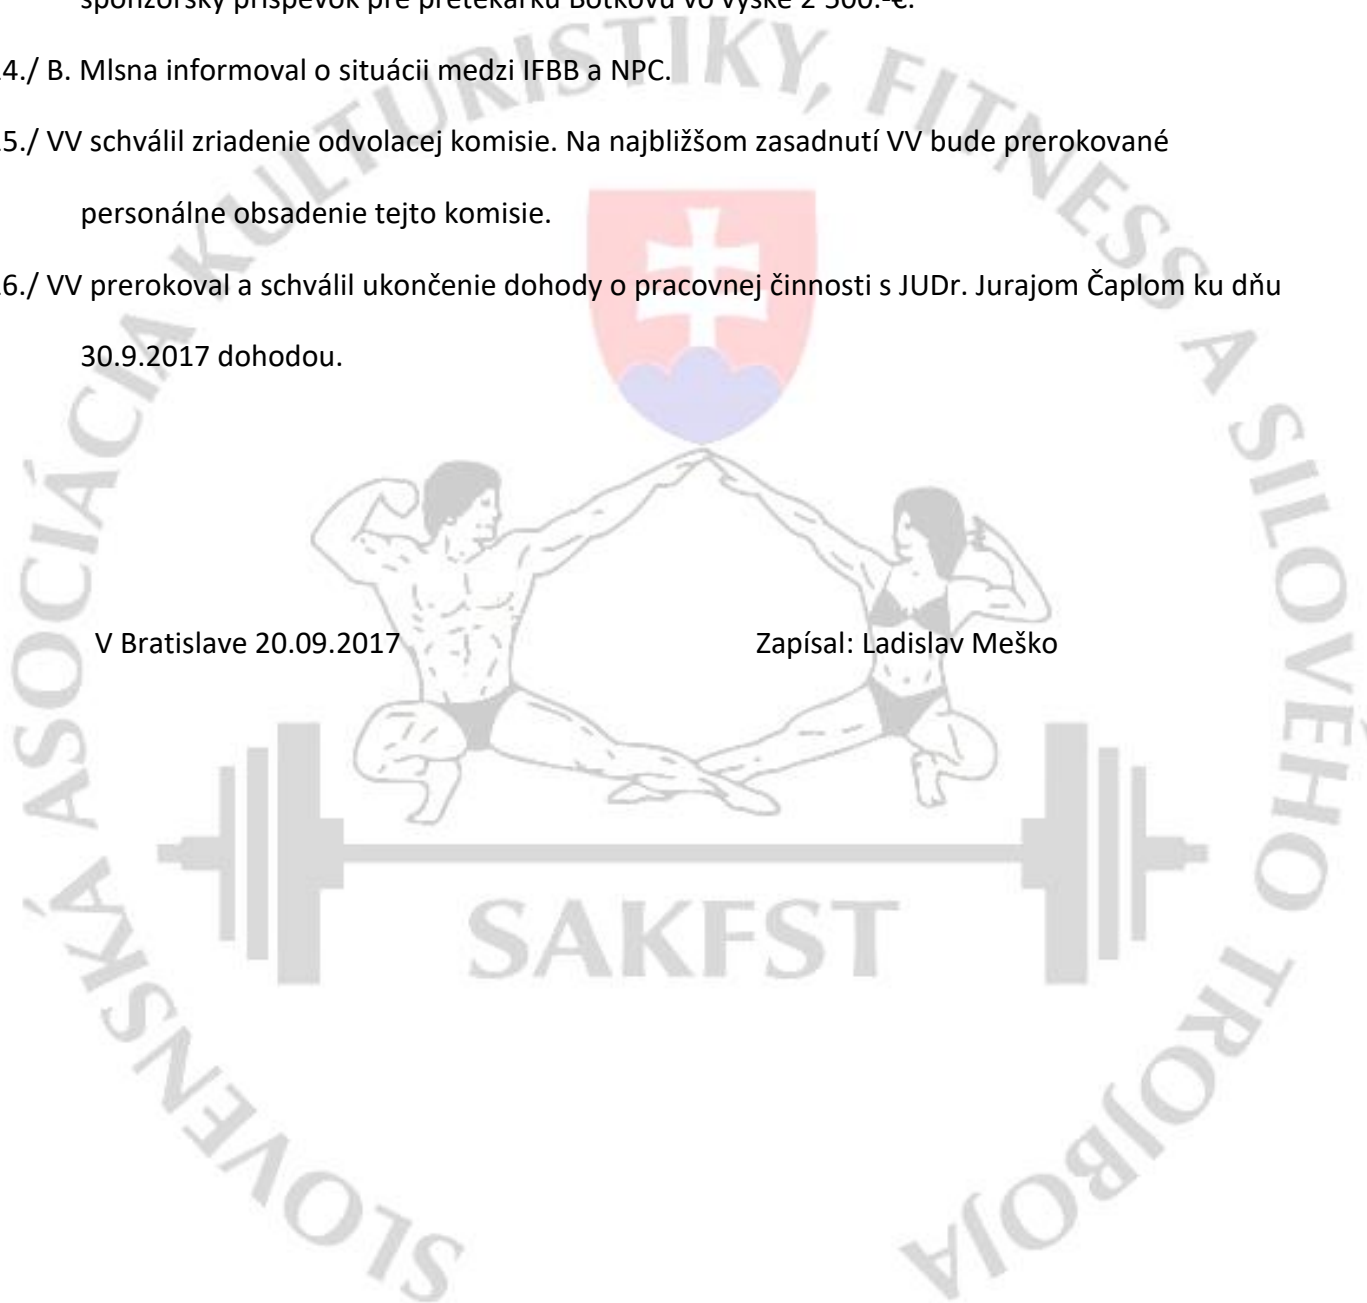 sponzorský príspevok pre pretekárku Botkovú vo výške 2 500.-€.
4./ B. Mlsna informoval o situácii medzi IFBB a NPC.
5./ VV schválil zriadenie odvolacej komisie. Na najbližšom zasadnutí VV bude prerokované
personálne obsadenie tejto komisie.
6./ VV prerokoval a schválil ukončenie dohody o pracovnej činnosti s JUDr. Jurajom Čaplom ku dňu
30.9.2017 dohodou.
V Bratislave 20.09.2017 Zapísal: Ladislav Meško
SAKFST
SLOVENSKÁ ASOCIÁCIA KULTURISTIKY, FITNESS A SILOVÉHO TROJBOJA